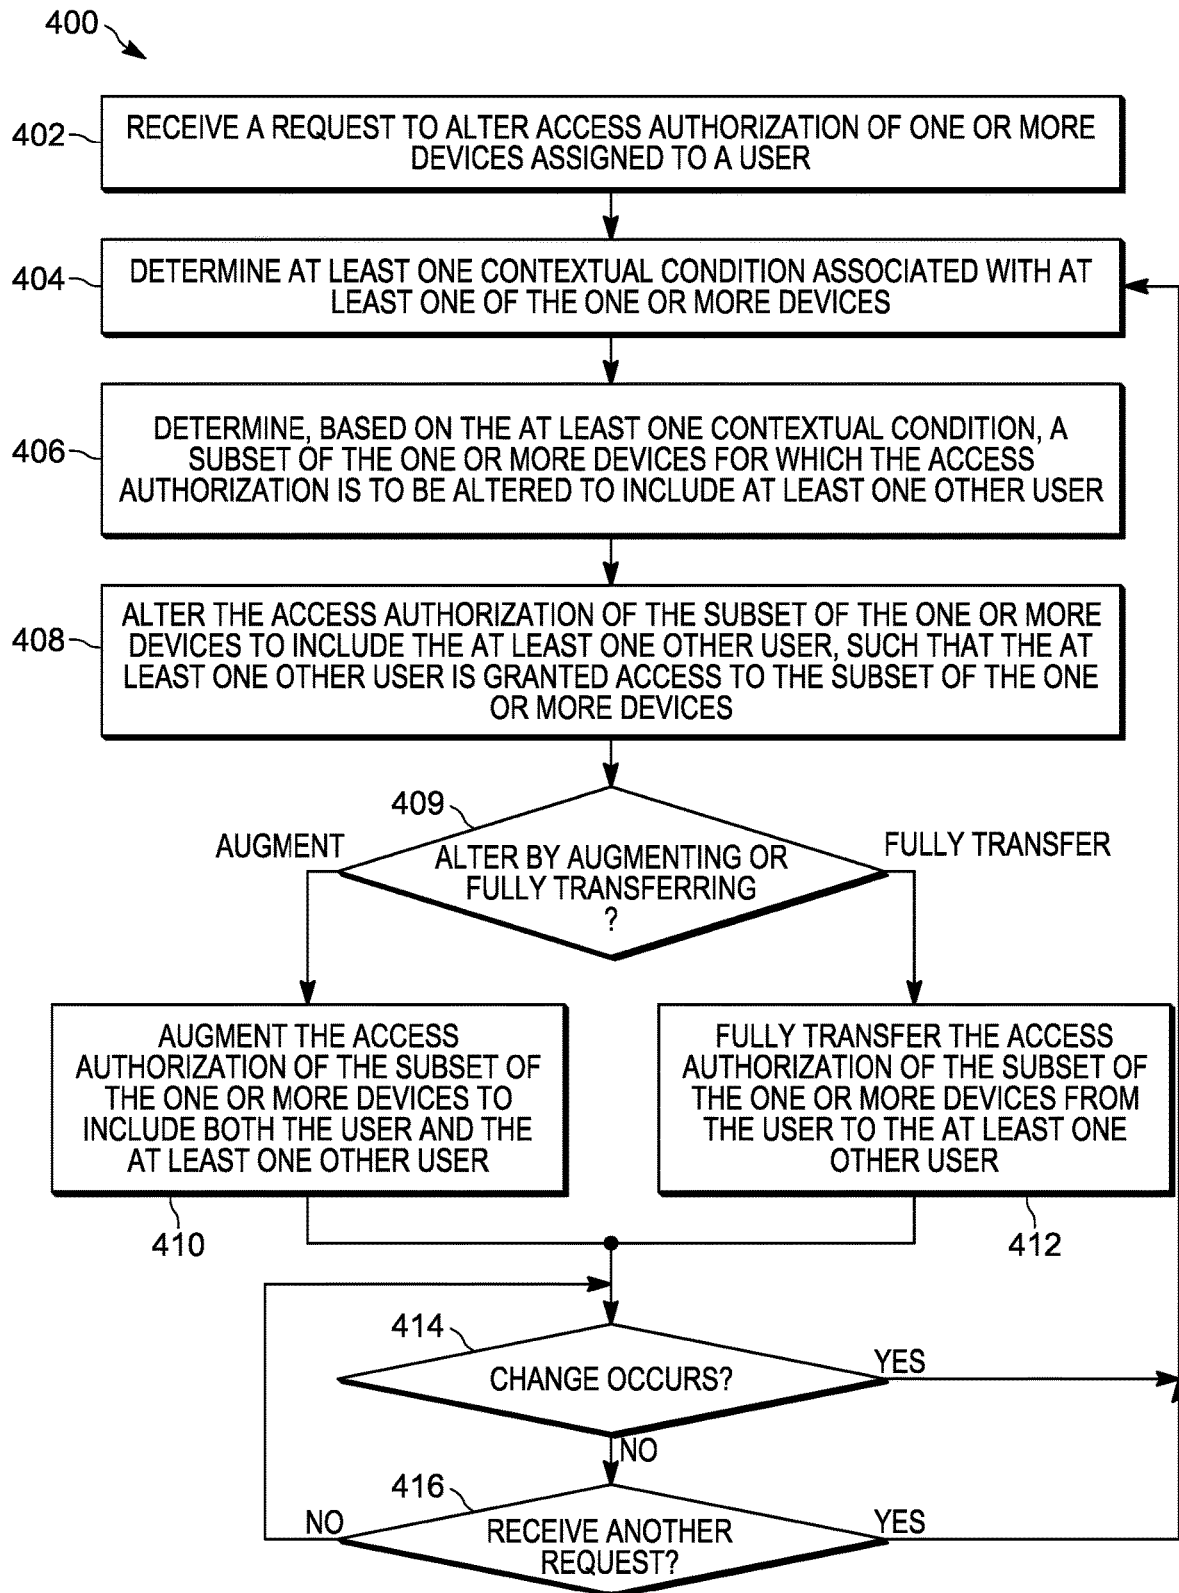 400
402
RECEIVE A REQUEST TO ALTER ACCESS AUTHORIZATION OF ONE OR MORE
DEVICES ASSIGNED TO A USER
404
DETERMINE AT LEAST ONE CONTEXTUAL CONDITION ASSOCIATED WITH AT
LEAST ONE OF THE ONE OR MORE DEVICES
406
DETERMINE, BASED ON THE AT LEAST ONE CONTEXTUAL CONDITION, A
SUBSET OF THE ONE OR MORE DEVICES FOR WHICH THE ACCESS
AUTHORIZATION IS TO BE ALTERED TO INCLUDE AT LEAST ONE OTHER USER
408
ALTER THE ACCESS AUTHORIZATION OF THE SUBSET OF THE ONE OR MORE
DEVICES TO INCLUDE THE AT LEAST ONE OTHER USER, SUCH THAT THE AT
LEAST ONE OTHER USER IS GRANTED ACCESS TO THE SUBSET OF THE ONE
OR MORE DEVICES
409
AUGMENT
ALTER BY AUGMENTING OR
FULLY TRANSFERRING
?
FULLY TRANSFER
AUGMENT THE ACCESS
AUTHORIZATION OF THE SUBSET OF
THE ONE OR MORE DEVICES TO
INCLUDE BOTH THE USER AND THE
AT LEAST ONE OTHER USER
410
FULLY TRANSFER THE ACCESS
AUTHORIZATION OF THE SUBSET OF
THE ONE OR MORE DEVICES FROM
THE USER TO THE AT LEAST ONE
OTHER USER
412
414
CHANGE OCCURS?
YES
NO
416
NO
RECEIVE ANOTHER
REQUEST?
YES